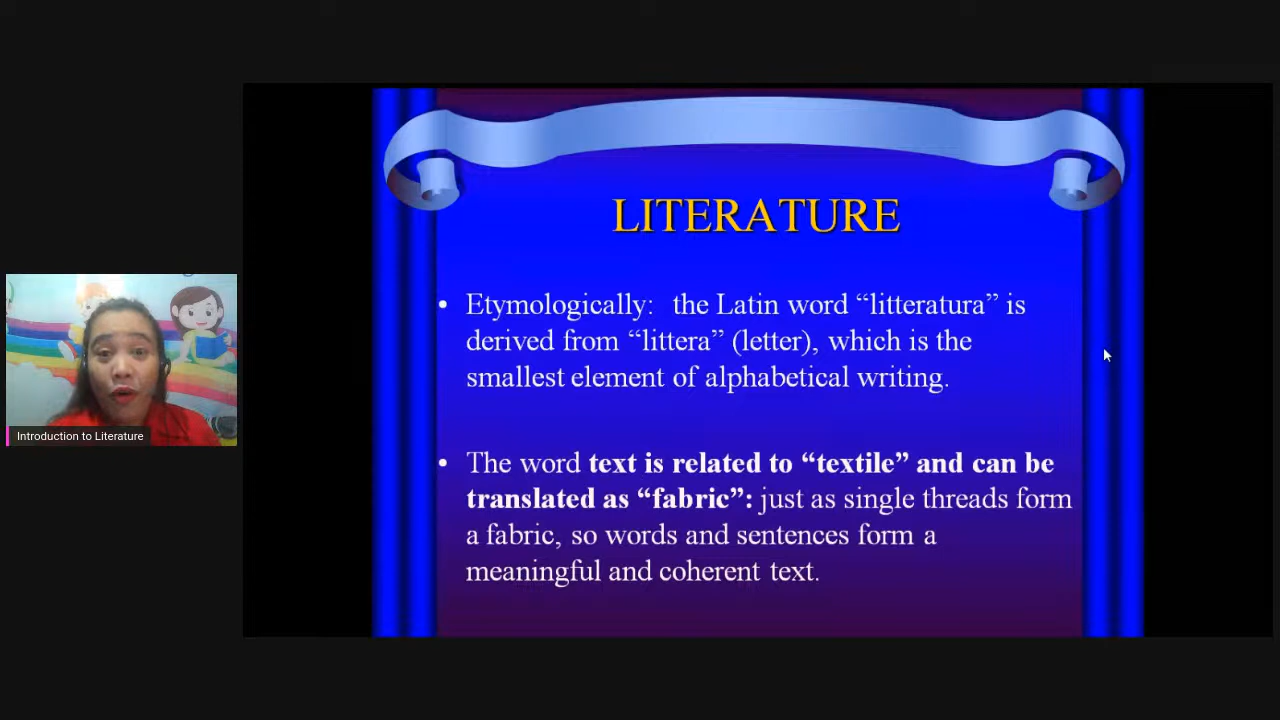 LITERATURE
• Etymologically:  the Latin word “litteratura” is
derived from “littera” (letter), which is the
smallest element of alphabetical writing.
• The word text is related to “textile” and can be
translated as “fabric”: just as single threads form
a fabric, so words and sentences form a
meaningful and coherent text.
Introduction to Literature